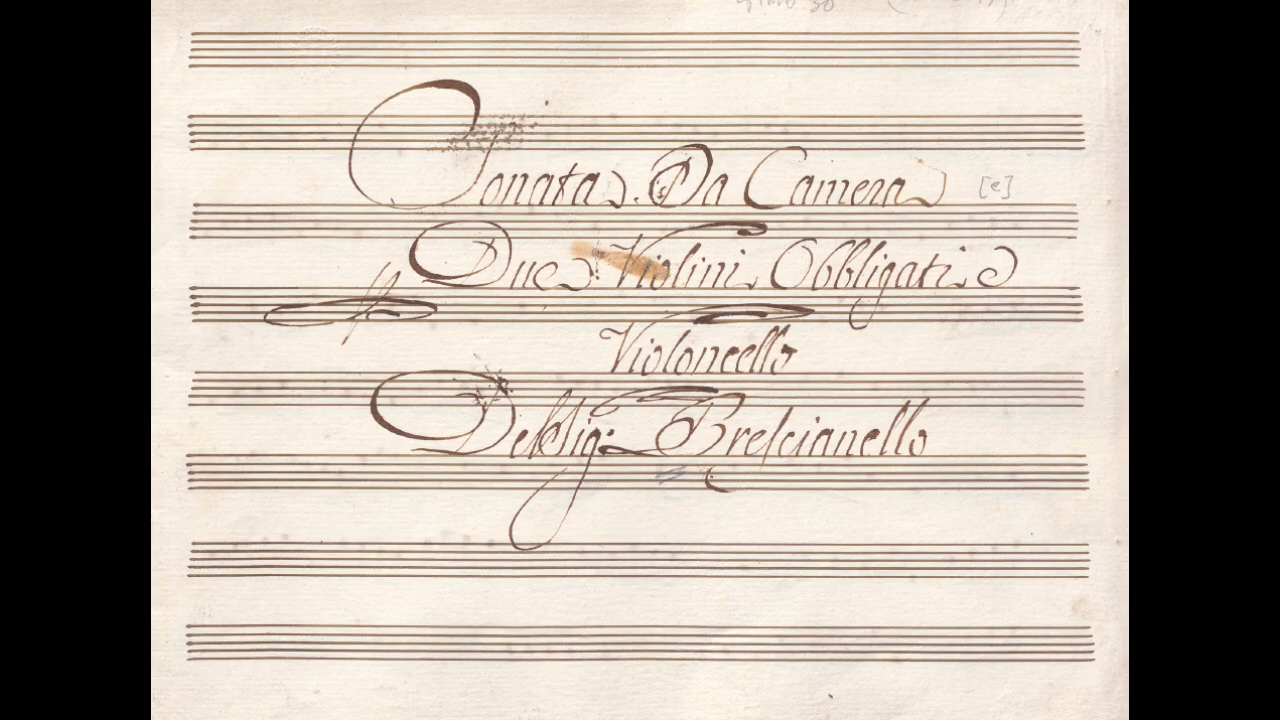 [e]
Sonata. Da Camera
Due Violini Obbligati e
Violoncello
Del Sig: Brescianello